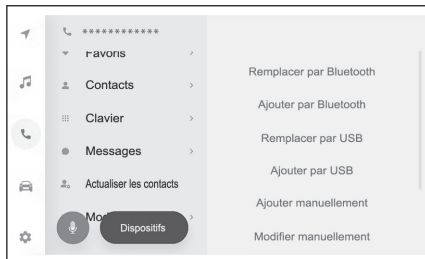 ************
Favoris
Contacts
Clavier
Messages
Actualiser les contacts
Mo
Dispositifs
Remplacer par Bluetooth
Ajouter par Bluetooth
Remplacer par USB
Ajouter par USB
Ajouter manuellement
Modifier manuellement